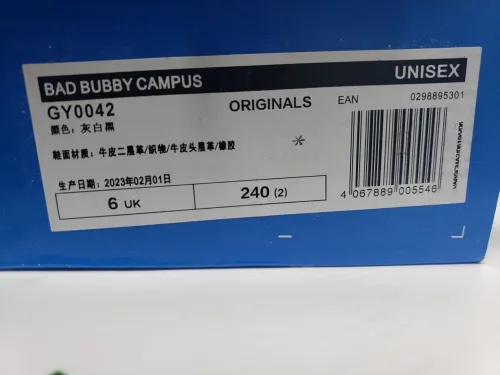 BAD BUBBY CAMPUS UNISEX
GY0042 ORIGINALS EAN 0298895301
颜色：灰白黑
鞋面材质：牛皮二层革/织物/牛皮头层革/橡胶 *
生产日期：2023年02月01日
6 UK 240 (2)
4 067889 005546